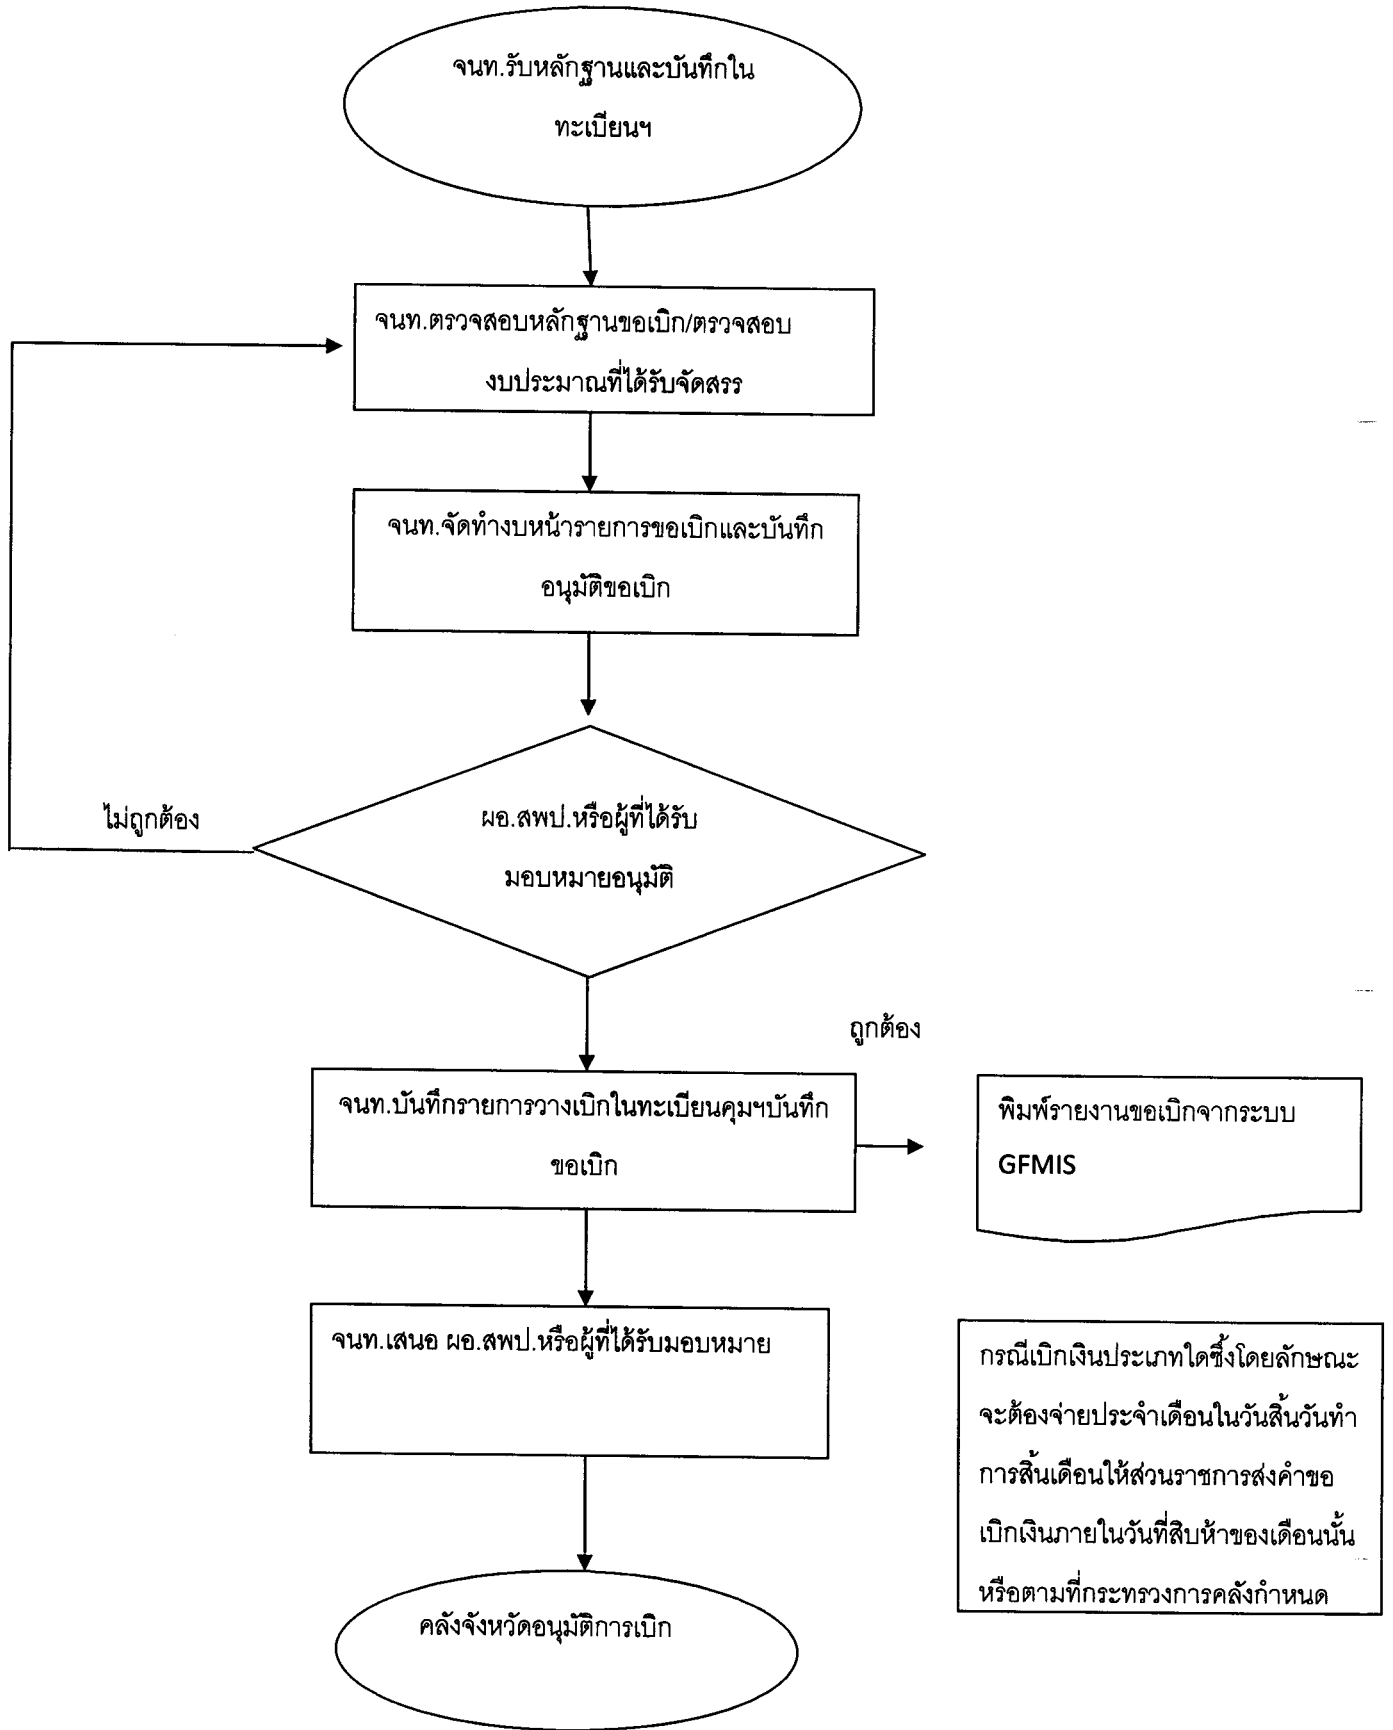 จนท.รับหลักฐานและบันทึกใน
ทะเบียนฯ
จนท.ตรวจสอบหลักฐานขอเบิก/ตรวจสอบ
งบประมาณที่ได้รับจัดสรร
จนท.จัดทำงบหน้ารายการขอเบิกและบันทึก
อนุมัติขอเบิก
ไม่ถูกต้อง
ผอ.สพป.หรือผู้ที่ได้รับ
มอบหมายอนุมัติ
ถูกต้อง
จนท.บันทึกรายการวางเบิกในทะเบียนคุมฯบันทึก
ขอเบิก
พิมพ์รายงานขอเบิกจากระบบ
GFMIS
จนท.เสนอ ผอ.สพป.หรือผู้ที่ได้รับมอบหมาย
กรณีเบิกเงินประเภทใดซึ้งโดยลักษณะ
จะต้องจ่ายประจำเดือนในวันสิ้นวันทำ
การสิ้นเดือนให้ส่วนราชการส่งคำขอ
เบิกเงินภายในวันที่สิบห้าของเดือนนั้น
หรือตามที่กระทรวงการคลังกำหนด
คลังจังหวัดอนุมัติการเบิก